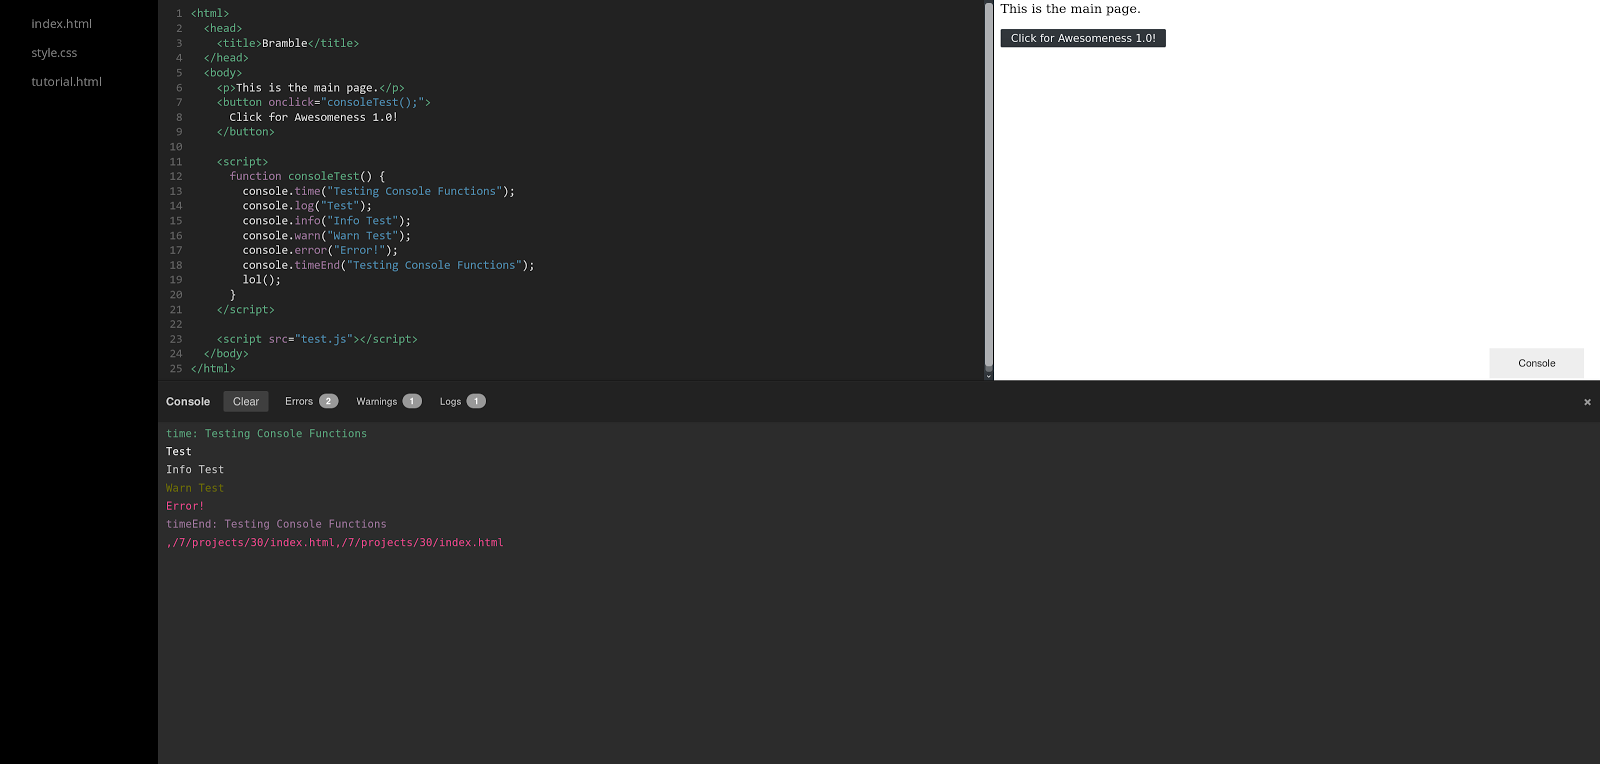 index.html
style.css
tutorial.html
1 <html>
2 <head>
3 <title>Bramble</title>
4 </head>
5 <body>
6 <p>This is the main page.</p>
7 <button onclick="consoleTest();">
8 Click for Awesomeness 1.0!
9 </button>
10
11 <script>
12 function consoleTest() {
13 console.time("Testing Console Functions");
14 console.log("Test");
15 console.info("Info Test");
16 console.warn("Warn Test");
17 console.error("Error!");
18 console.timeEnd("Testing Console Functions");
19 lol();
20 }
21 </script>
22
23 <script src="test.js"></script>
24 </body>
25 </html>
This is the main page.
Click for Awesomeness 1.0!
Console
Console Clear Errors 2 Warnings 1 Logs 1 ×
time: Testing Console Functions
Test
Info Test
Warn Test
Error!
timeEnd: Testing Console Functions
,/7/projects/30/index.html,/7/projects/30/index.html